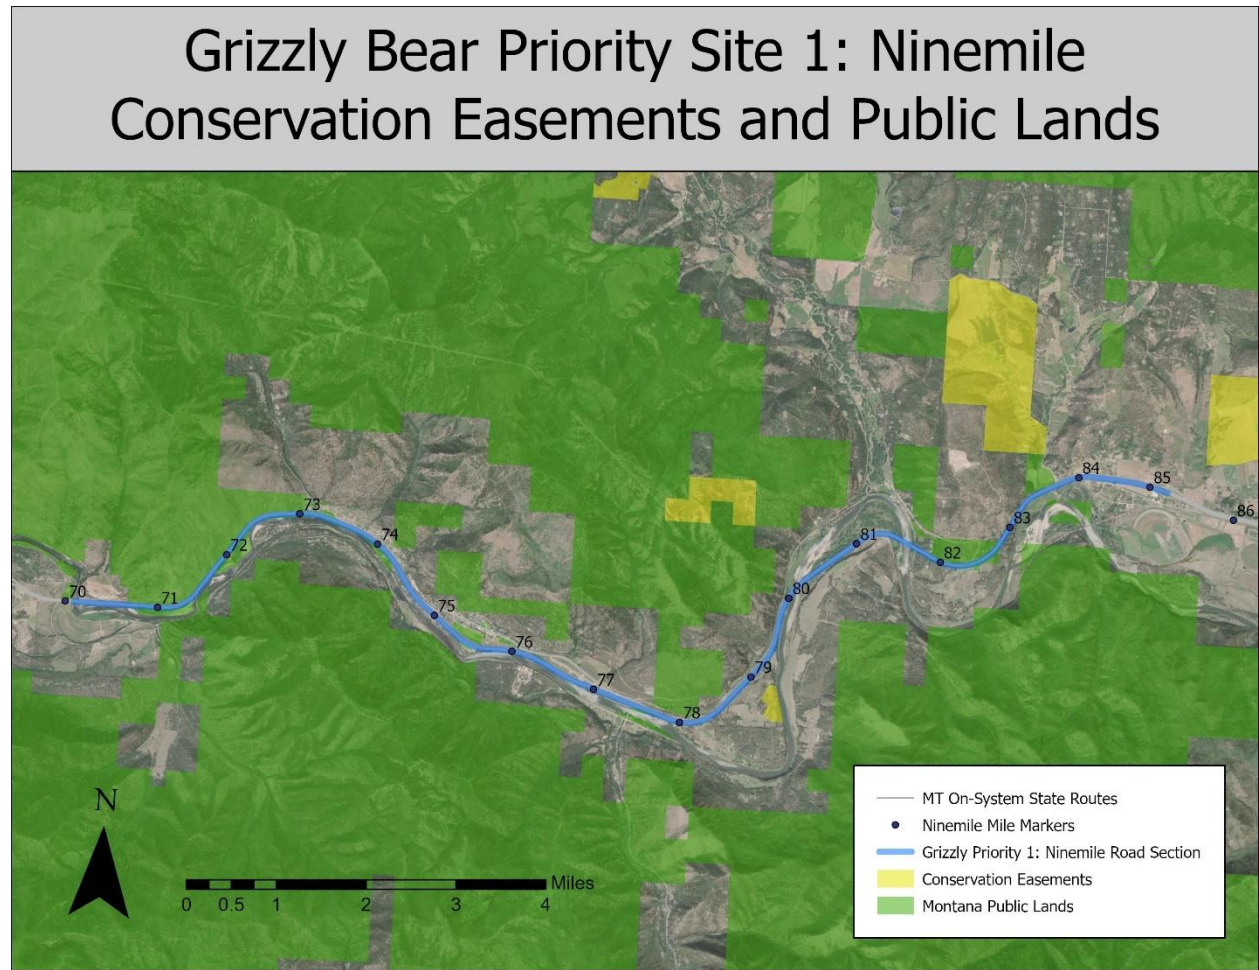 Grizzly Bear Priority Site 1: Ninemile
Conservation Easements and Public Lands
70
71
72
73
74
75
76
77
78
79
80
81
82
83
84
85
86
N
0 0.5 1 2 3 4 Miles
MT On-System State Routes
Ninemile Mile Markers
Grizzly Priority 1: Ninemile Road Section
Conservation Easements
Montana Public Lands